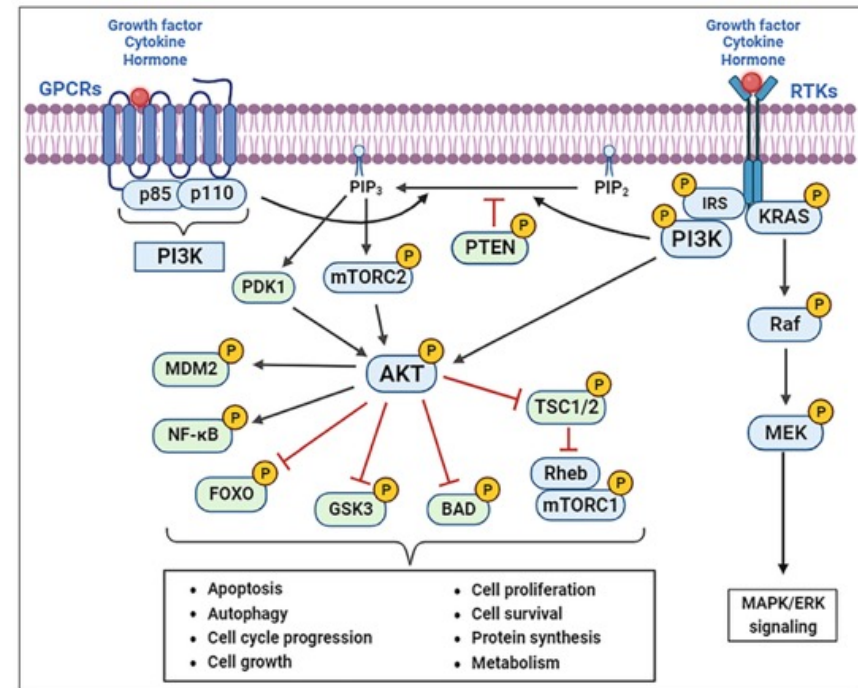 Growth factor
Cytokine
Hormone
Growth factor
Cytokine
Hormone
GPCRs
RTKs
p85
p110
PI3K
PIP3
PIP2
PTEN
P
IRS
P
PI3K
P
KRAS
P
PDK1
mTORC2
P
Raf
P
AKT
P
MDM2
P
NF-κB
P
FOXO
P
GSK3
P
BAD
P
TSC1/2
P
Rheb
mTORC1
P
MEK
P
• Apoptosis
• Autophagy
• Cell cycle progression
• Cell growth
• Cell proliferation
• Cell survival
• Protein synthesis
• Metabolism
MAPK/ERK
signaling